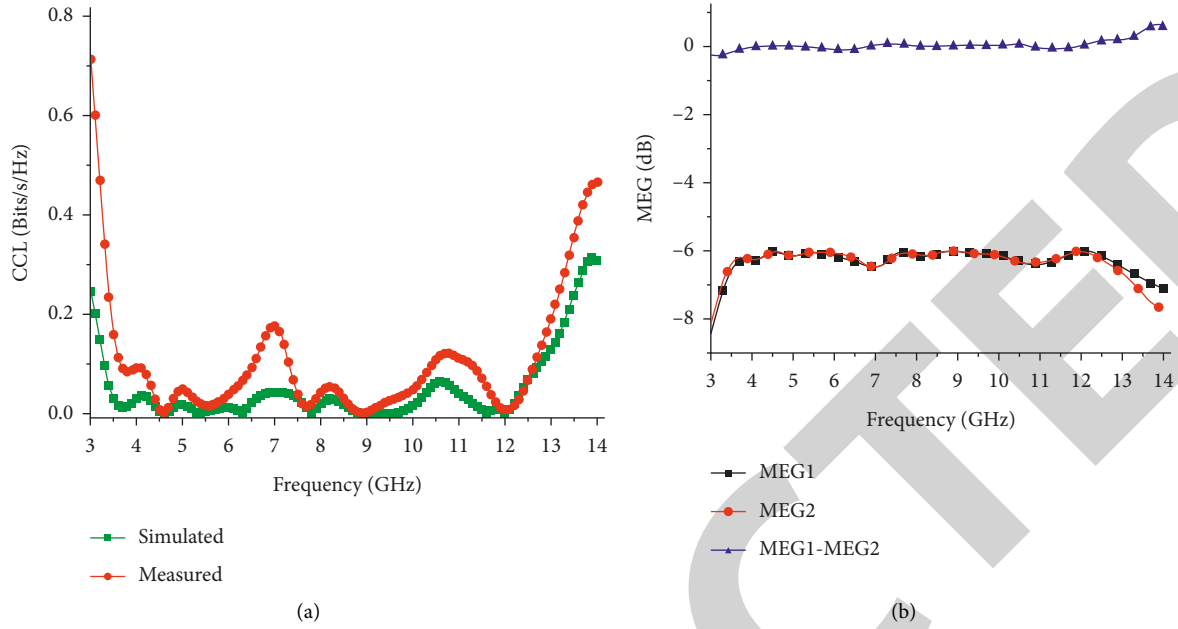 0.8
0.6
0.4
0.2
0.0
CCL (Bits/s/Hz)
3 4 5 6 7 8 9 10 11 12 13 14
Frequency (GHz)
Simulated
Measured
(a)
0
−2
−4
−6
−8
MEG (dB)
3 4 5 6 7 8 9 10 11 12 13 14
Frequency (GHz)
MEG1
MEG2
MEG1-MEG2
(b)
CTED